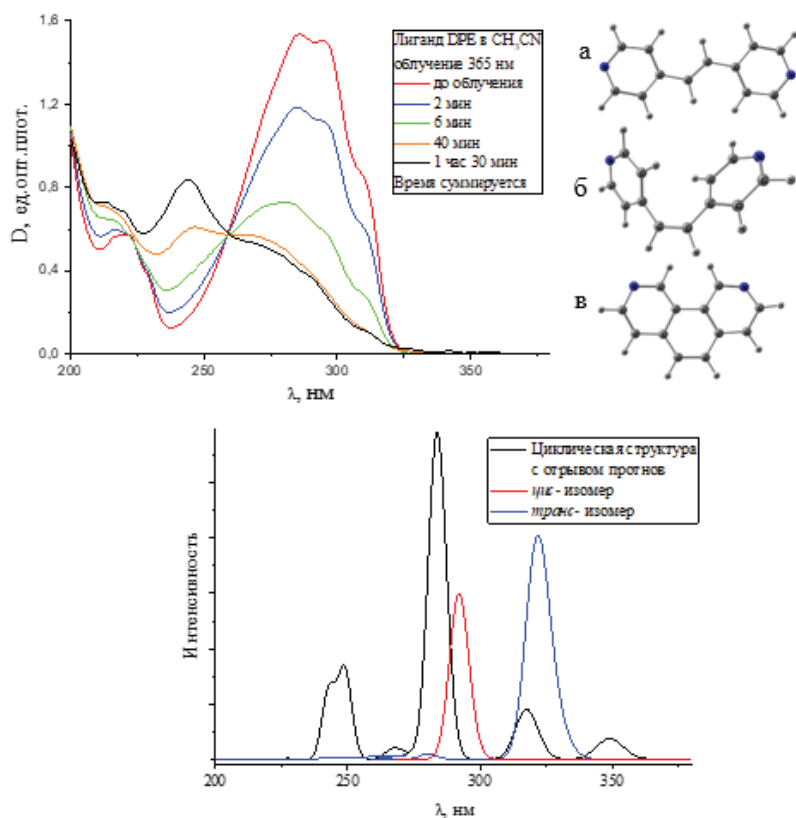 Лиганд DPE в CH₃CN
облучение 365 нм
до облучения
2 мин
6 мин
40 мин
1 час 30 мин
Время суммируется
D, ед.опт.плот.
1,6
1,2
0,8
0,4
0,0
200
250
300
350
λ, нм
а
б
в
Циклическая структура
с отрывом протнов
цис- изомер
транс- изомер
Интенсивность
200
250
300
350
λ, нм